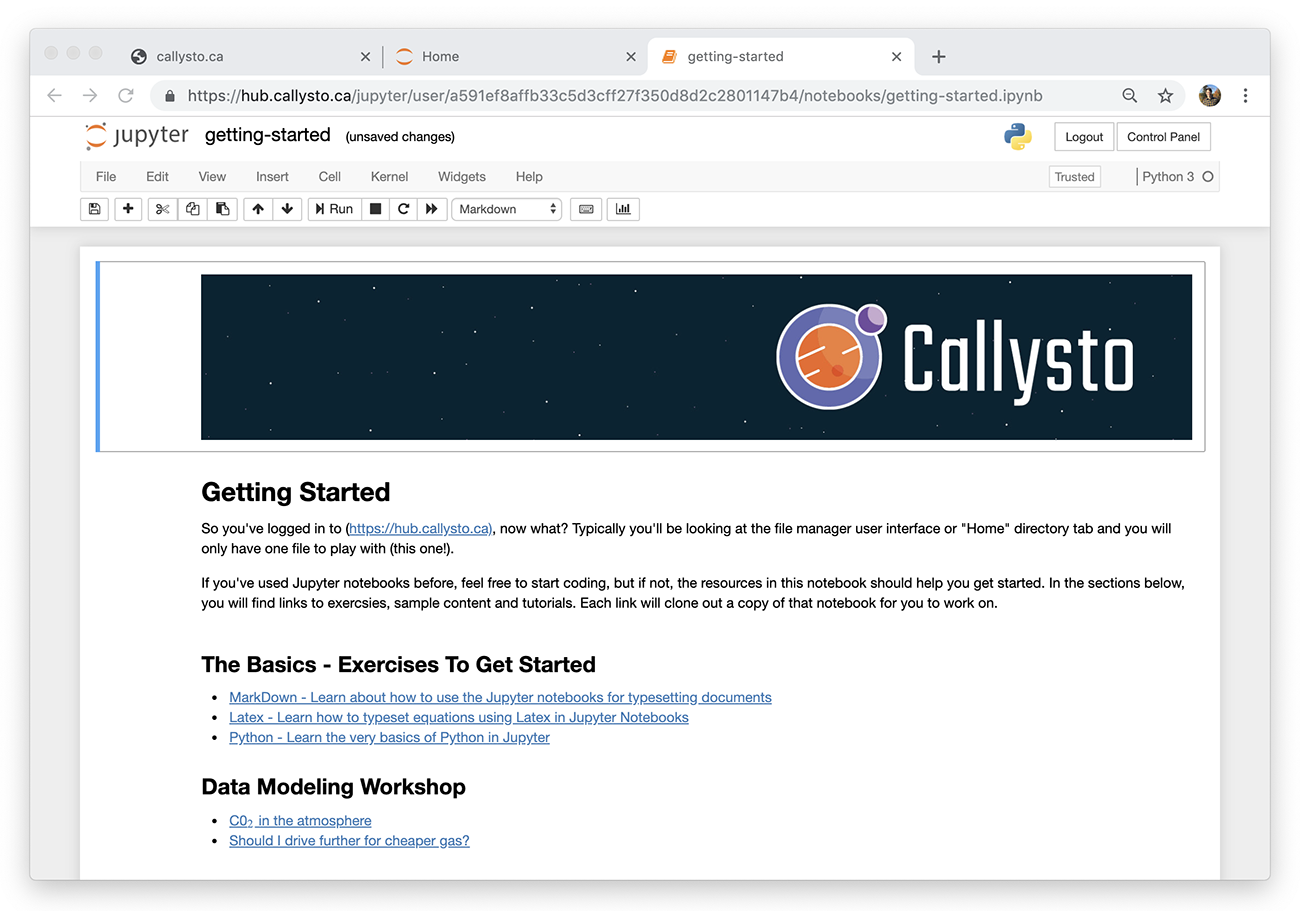 callysto.ca
Home
getting-started
https://hub.callysto.ca/jupyter/user/a591ef8affb33c5d3cff27f350d8d2c2801147b4/notebooks/getting-started.ipynb
jupyter getting-started (unsaved changes)
Logout Control Panel
File Edit View Insert Cell Kernel Widgets Help
Trusted Python 3
Run Markdown
Callysto
Getting Started
So you've logged in to (https://hub.callysto.ca), now what? Typically you'll be looking at the file manager user interface or "Home" directory tab and you will
only have one file to play with (this one!).
If you've used Jupyter notebooks before, feel free to start coding, but if not, the resources in this notebook should help you get started. In the sections below,
you will find links to exercsies, sample content and tutorials. Each link will clone out a copy of that notebook for you to work on.
The Basics - Exercises To Get Started
• MarkDown - Learn about how to use the Jupyter notebooks for typesetting documents
• Latex - Learn how to typeset equations using Latex in Jupyter Notebooks
• Python - Learn the very basics of Python in Jupyter
Data Modeling Workshop
• C0₂ in the atmosphere
• Should I drive further for cheaper gas?